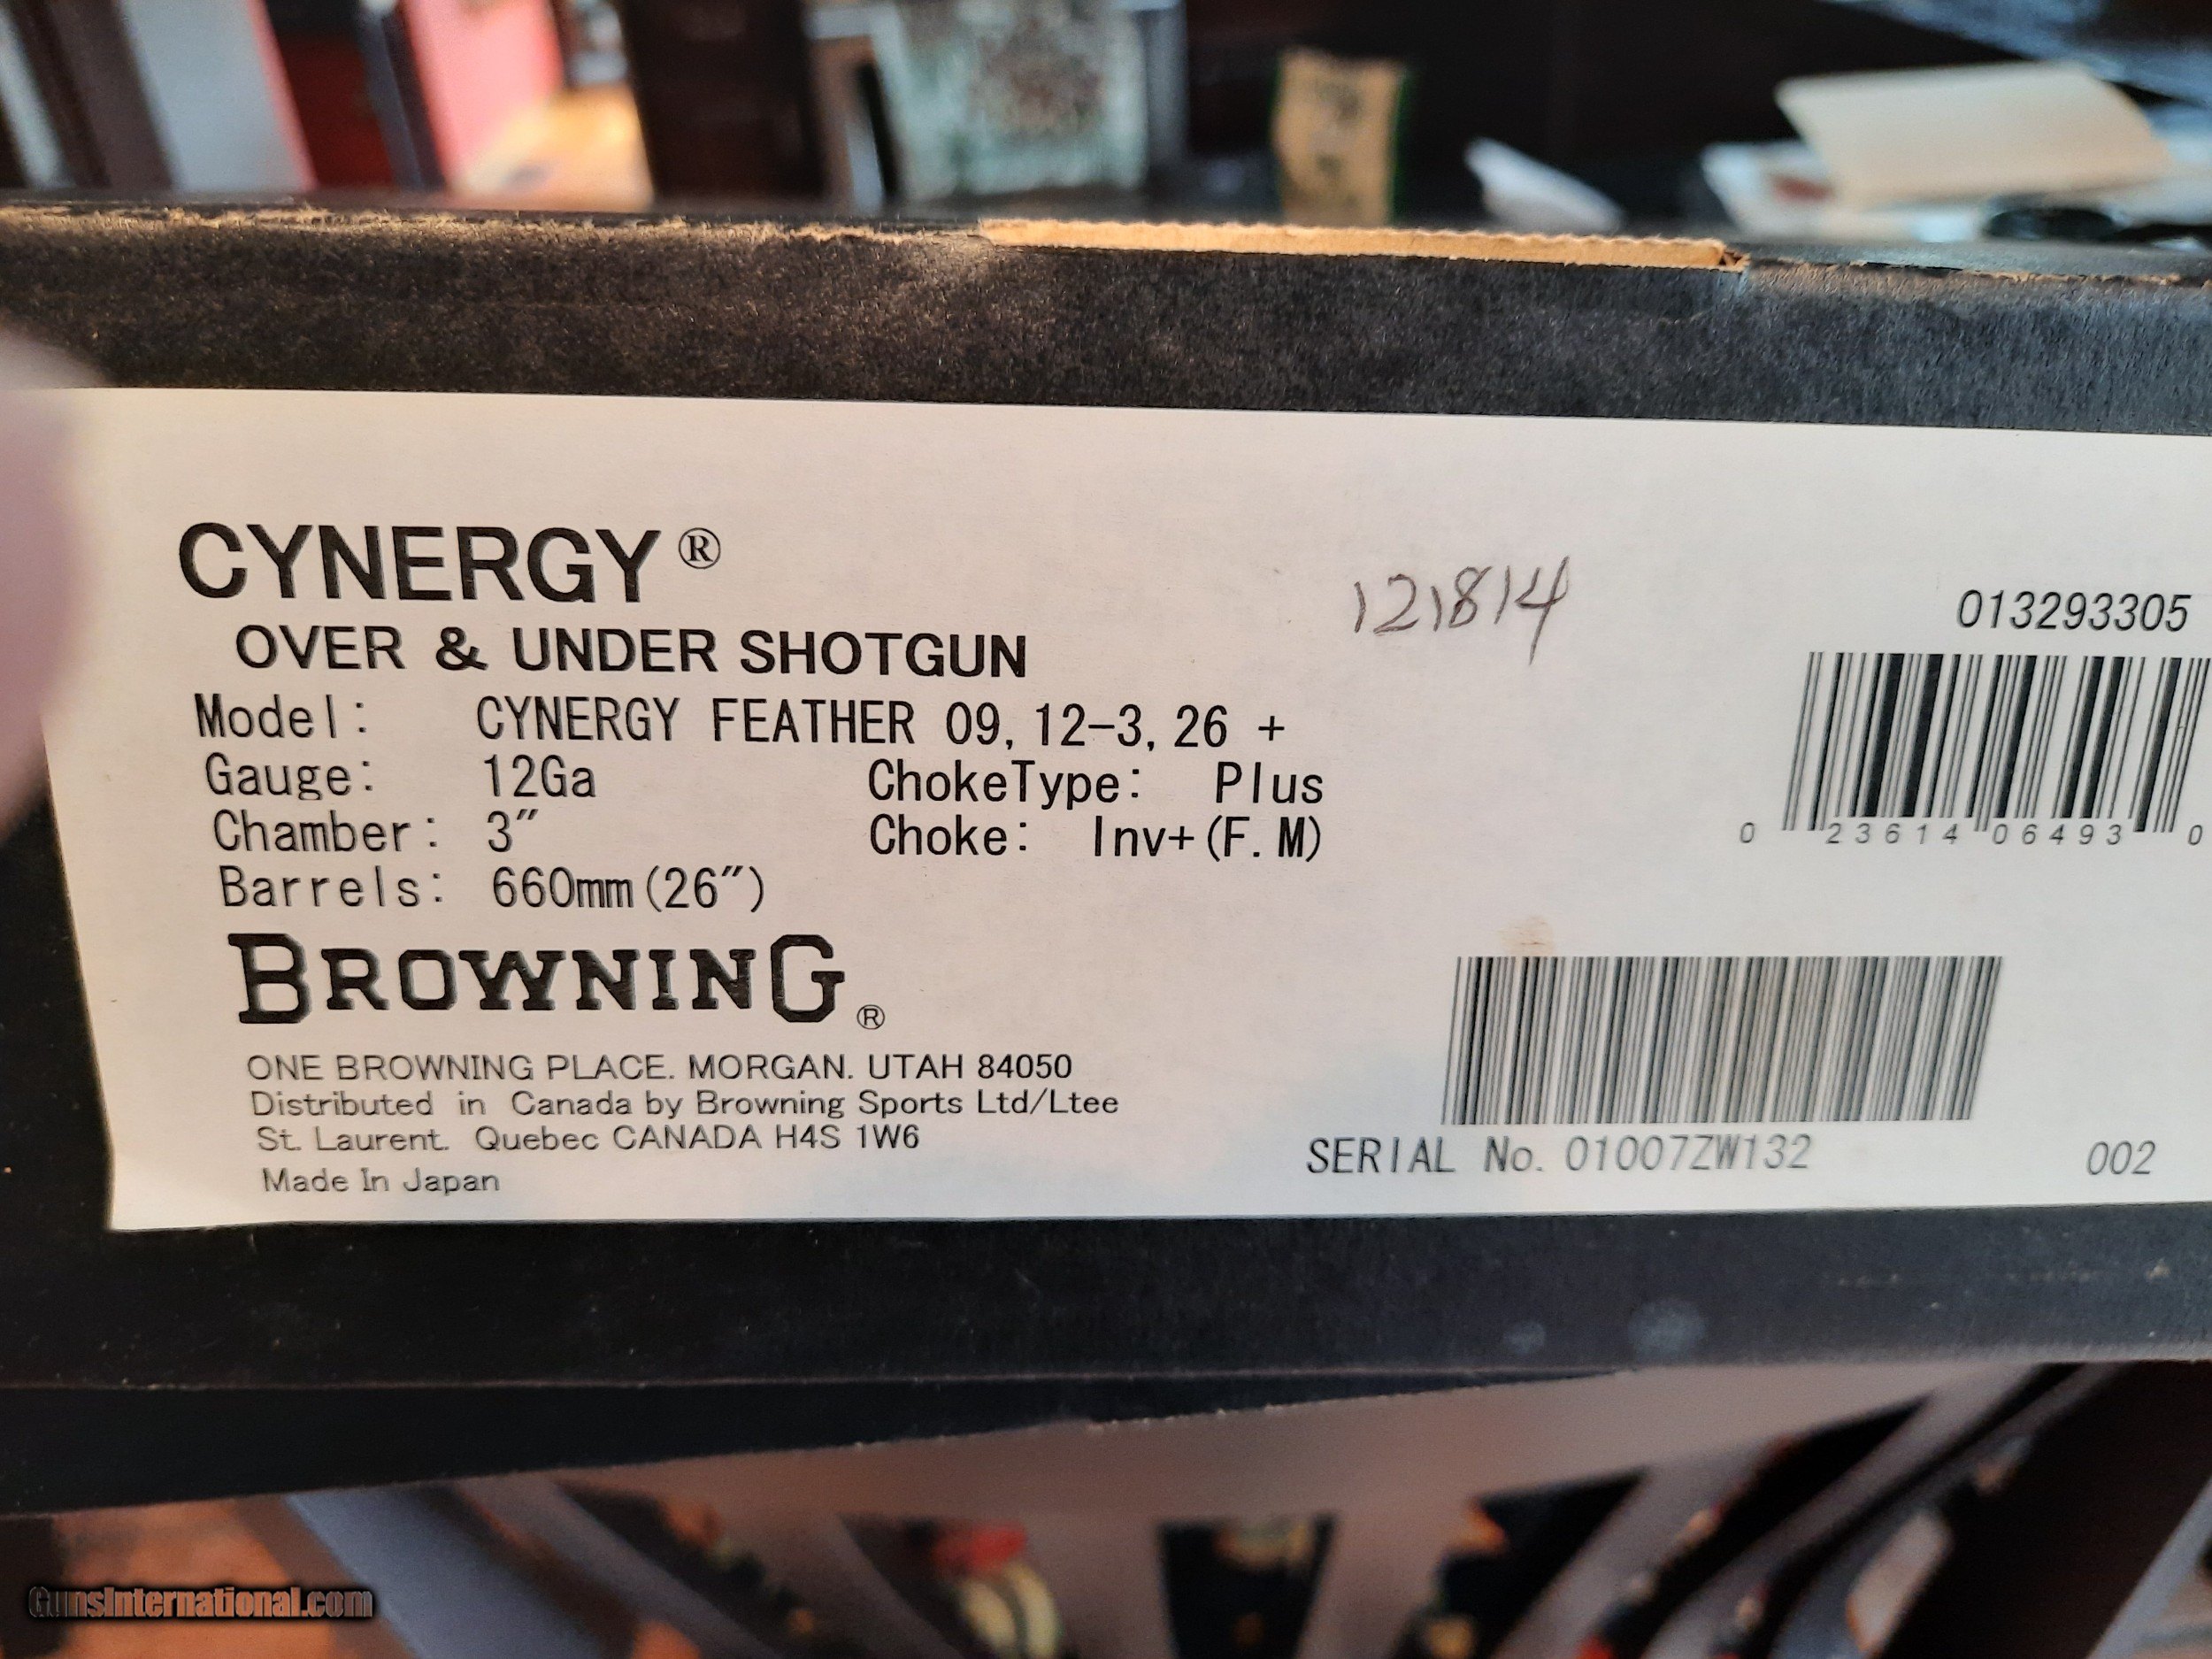 CYNERGY®
OVER & UNDER SHOTGUN
121814
013293305
Model: CYNERGY FEATHER 09, 12-3, 26 +
Gauge: 12Ga ChokeType: Plus
Chamber: 3" Choke: Inv+(F.M)
0 23614 06493 0
Barrels: 660mm(26")
BROWNING®
ONE BROWNING PLACE. MORGAN. UTAH 84050
Distributed in Canada by Browning Sports Ltd/Ltee
St. Laurent. Quebec CANADA H4S 1W6
Made In Japan
SERIAL No. 01007ZW132 002
GunsInternational.com